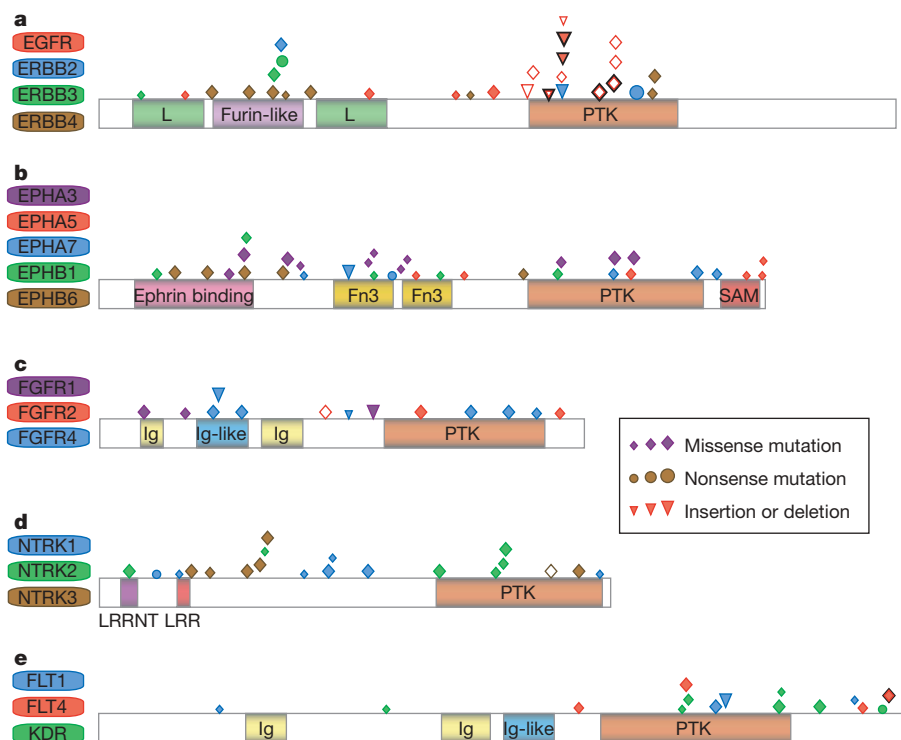 a
EGFR
ERBB2
ERBB3
ERBB4
L
Furin-like
L
PTK
b
EPHA3
EPHA5
EPHA7
EPHB1
EPHB6
Ephrin binding
Fn3
Fn3
PTK
SAM
c
FGFR1
FGFR2
FGFR4
Ig
Ig-like
Ig
PTK
Missense mutation
Nonsense mutation
Insertion or deletion
d
NTRK1
NTRK2
NTRK3
PTK
LRRNT LRR
e
FLT1
FLT4
KDR
Ig
Ig
Ig-like
PTK